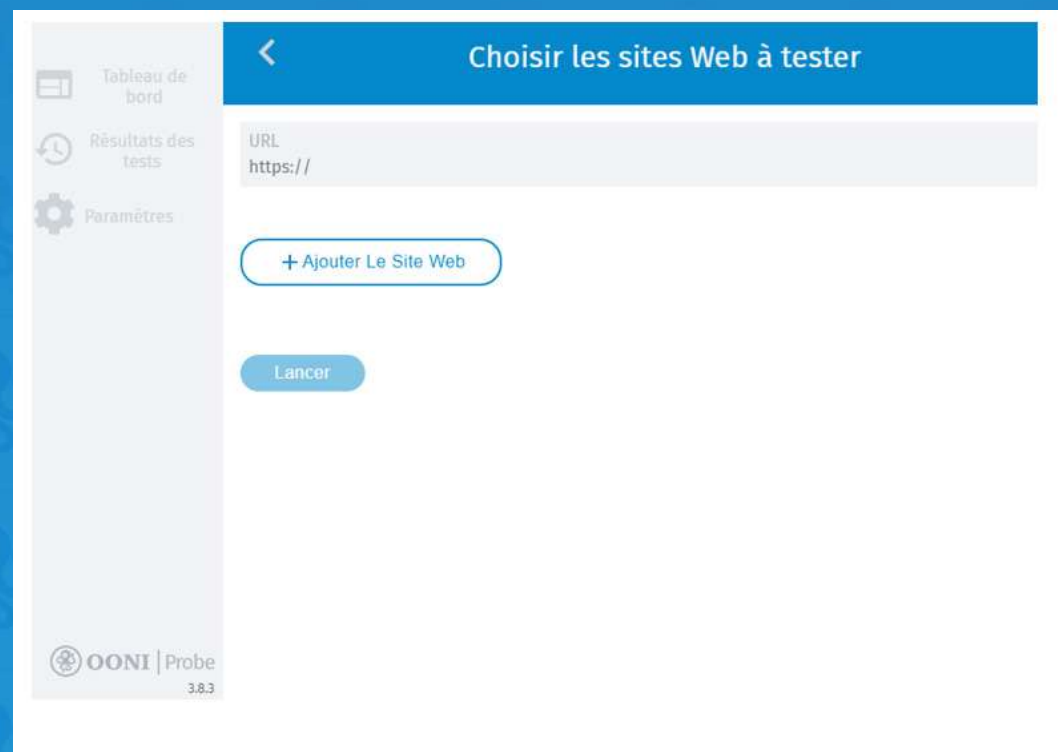 Choisir les sites Web à tester
Tableau de
bord
Résultats des
tests
Paramètres
URL
https://
+ Ajouter Le Site Web
Lancer
OONI | Probe
3.8.3